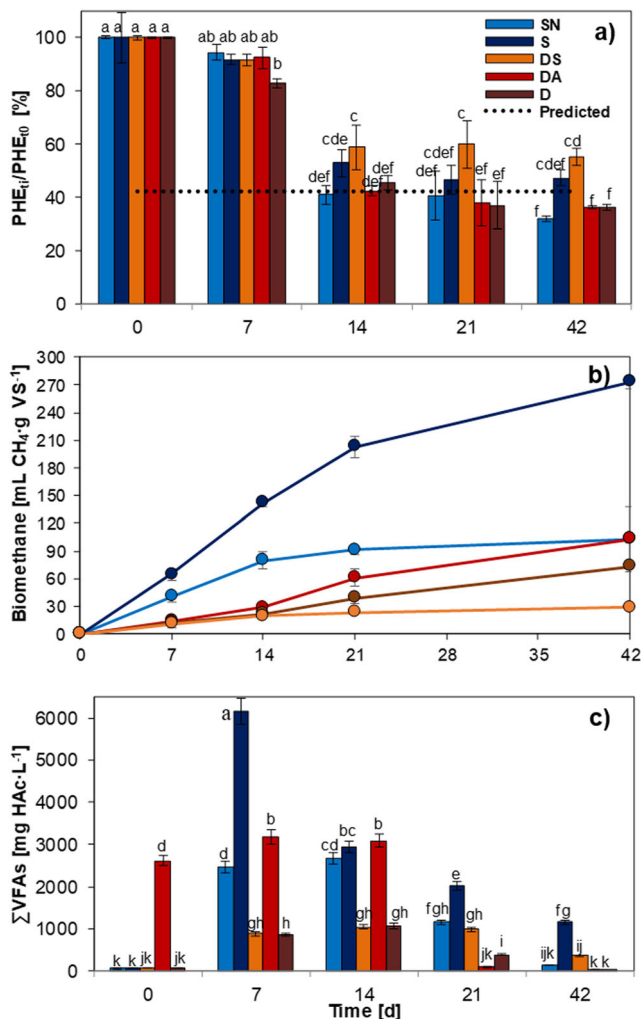 a)
SN
S
DS
DA
D
Predicted
PHE_ti/PHE_t0 [%]
100
80
60
40
20
0
a a a a a
ab ab ab ab b
def cde c def def
def cdef c ef ef
f cdef cd f f
0 7 14 21 42
b)
Biomethane [mL CH₄·g VS⁻¹]
300
270
240
210
180
150
120
90
60
30
0
0 7 14 21 28 35 42
c)
∑VFAs [mg HAc·L⁻¹]
6000
5000
4000
3000
2000
1000
0
k k jk d jk
d a gh b h
cd bc gh b gh
fgh e gh jk i
ijk fg ij k k
0 7 14 21 42
Time [d]